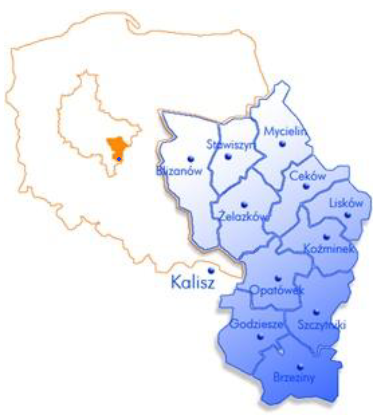 Mycielin
Stawiszyn
Blizanów
Ceków
Lisków
Żelazków
Koźminek
Kalisz
Opatówek
Godziesze
Szczytniki
Brzeziny